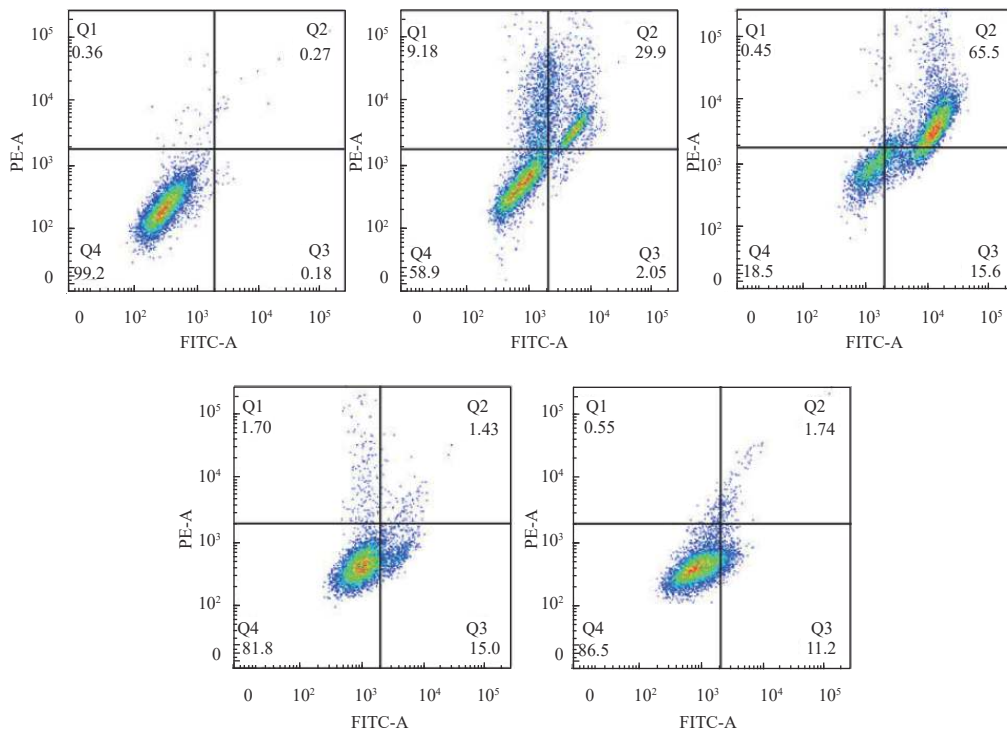 Q1 Q2
0.36 0.27
10⁵
10⁴
PE-A
10³
10²
Q4 Q3
99.2 0.18
0
0 10² 10³ 10⁴ 10⁵
FITC-A
Q1 Q2
9.18 29.9
10⁵
10⁴
PE-A
10³
10²
Q4 Q3
58.9 2.05
0
0 10² 10³ 10⁴ 10⁵
FITC-A
Q1 Q2
0.45 65.5
10⁵
10⁴
PE-A
10³
10²
Q4 Q3
18.5 15.6
0
0 10² 10³ 10⁴ 10⁵
FITC-A
Q1 Q2
1.70 1.43
10⁵
10⁴
PE-A
10³
10²
Q4 Q3
81.8 15.0
0
0 10² 10³ 10⁴ 10⁵
FITC-A
Q1 Q2
0.55 1.74
10⁵
10⁴
PE-A
10³
10²
Q4 Q3
86.5 11.2
0
0 10² 10³ 10⁴ 10⁵
FITC-A